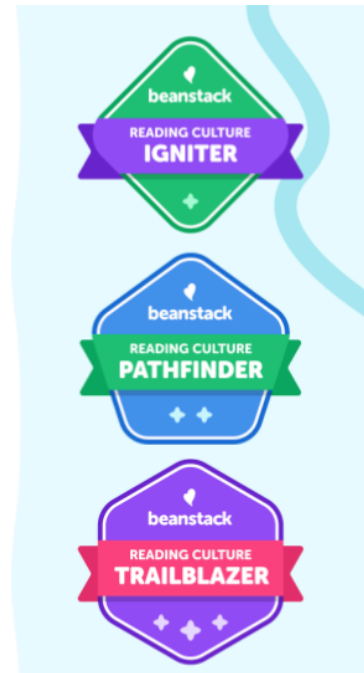 beanstack
READING CULTURE
IGNITER
beanstack
READING CULTURE
PATHFINDER
beanstack
READING CULTURE
TRAILBLAZER